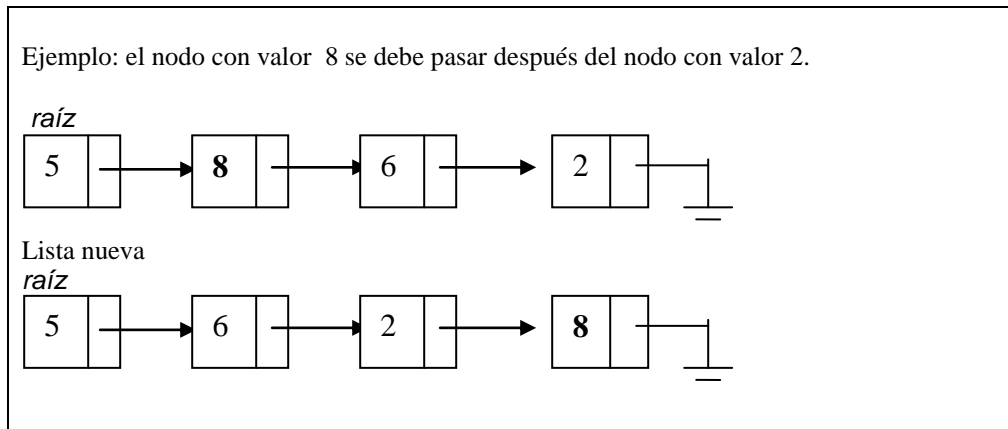 Ejemplo: el nodo con valor 8 se debe pasar después del nodo con valor 2.
raíz
5 8 6 2
Lista nueva
raíz
5 6 2 8